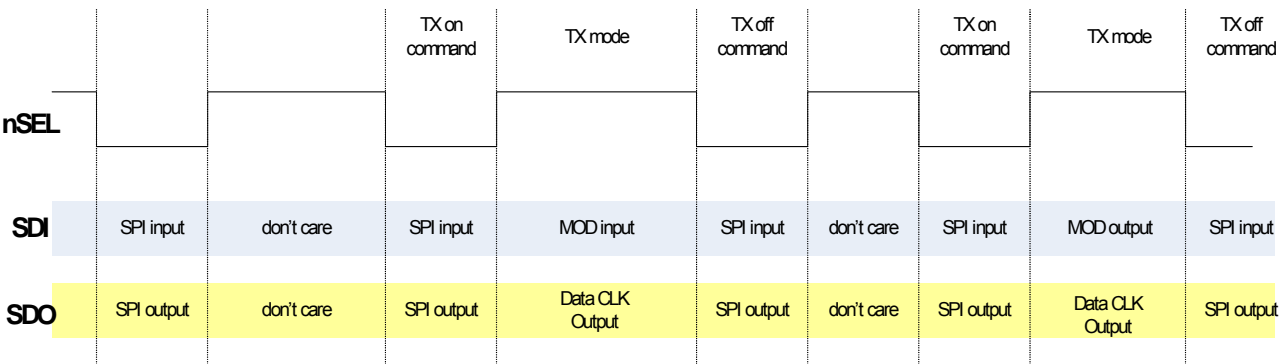 TX on
command
TX mode
TX off
command
TX on
command
TX mode
TX off
command
nSEL
SDI
SPI input
don't care
SPI input
MOD input
SPI input
don't care
SPI input
MOD output
SPI input
SDO
SPI output
don't care
SPI output
Data CLK
Output
SPI output
don't care
SPI output
Data CLK
Output
SPI output